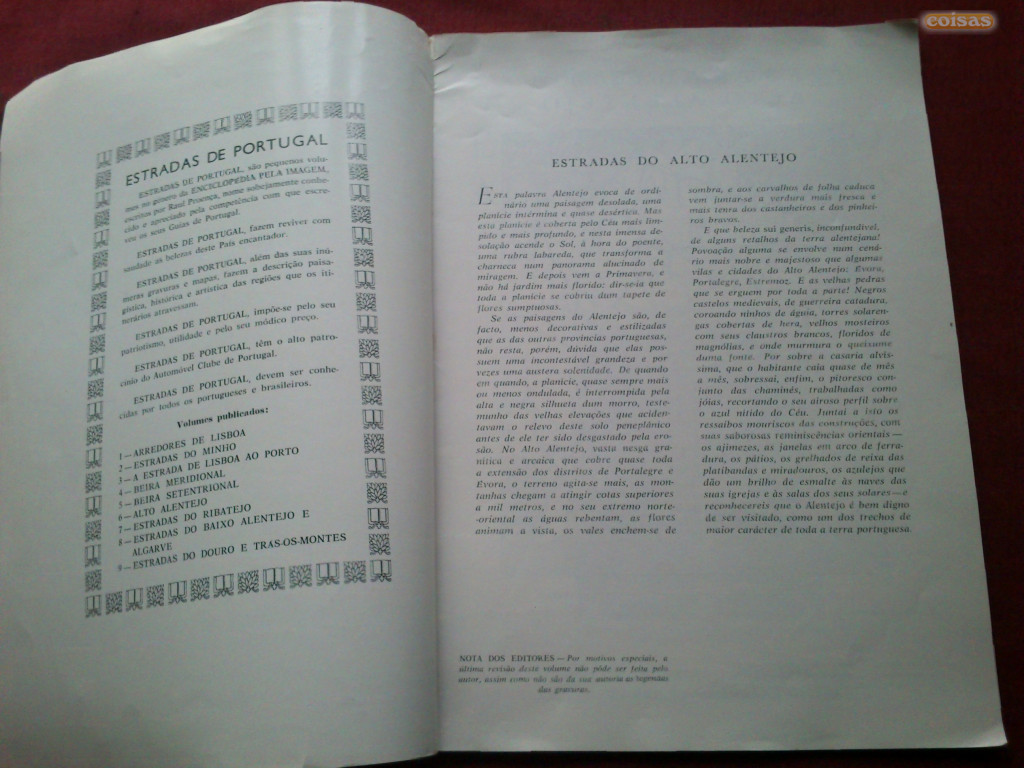 ESTRADAS DE PORTUGAL
ESTRADAS DE PORTUGAL, são pequenos volu-
mes no género da ENCICLOPÉDIA PELA IMAGEM,
escritos por Raul Proença, nome sobejamente conhe-
cido e apreciado pela competência com que escre-
veu os seus Guias de Portugal.
ESTRADAS DE PORTUGAL, fazem reviver com
saudade as belezas deste País encantador.
ESTRADAS DE PORTUGAL, além das suas inú-
meras gravuras e mapas, fazem a descrição paisa-
gística, histórica e artística das regiões que os iti-
nerários atravessam.
ESTRADAS DE PORTUGAL, impõe-se pelo seu
patriotismo, utilidade e pelo seu módico preço.
ESTRADAS DE PORTUGAL, têm o alto patro-
cínio do Automóvel Clube de Portugal.
ESTRADAS DE PORTUGAL, devem ser conhe-
cidas por todos os portugueses e brasileiros.
Volumes publicados:
1 — ARREDORES DE LISBOA
2 — ESTRADAS DO MINHO
3 — A ESTRADA DE LISBOA AO PORTO
4 — BEIRA MERIDIONAL
5 — BEIRA SETENTRIONAL
6 — ALTO ALENTEJO
7 — ESTRADAS DO RIBATEJO
8 — ESTRADAS DO BAIXO ALENTEJO E
ALGARVE
9 — ESTRADAS DO DOURO E TRAS-OS-MONTES
ESTRADAS DO ALTO ALENTEJO
ESTA palavra Alentejo evoca de ordi-
nário uma paisagem desolada, uma
planície intérmina e quase desértica. Mas
esta planície é coberta pelo Céu mais lím-
pido e mais profundo, e nesta imensa de-
solação acende o Sol, à hora do poente,
uma rubra labareda, que transforma a
charneca num panorama alucinado de
miragem. E depois vem a Primavera, e
não há jardim mais florido: dir-se-ia que
toda a planície se cobriu dum tapete de
flores sumptuosas.
Se as paisagens do Alentejo são, de
facto, menos decorativas e estilizadas
que as das outras províncias portuguesas,
não resta, porém, dúvida que elas pos-
suem uma incontestável grandeza e por
vezes uma austera solenidade. De quando
em quando, a planície, quase sempre mais
ou menos ondulada, é interrompida pela
alta e negra silhueta dum morro, teste-
munho das velhas elevações que aciden-
tavam o relevo deste solo peneplánico
antes de ele ter sido desgastado pela ero-
são. No Alto Alentejo, vasta nesga gra-
nítica e arcaica que cobre quase toda
a extensão dos distritos de Portalegre e
Évora, o terreno agita-se mais, as mon-
tanhas chegam a atingir cotas superiores
a mil metros, e no seu extremo norte-
-oriental as águas rebentam, as flores
animam a vista, os vales enchem-se de
sombra, e aos carvalhos de folha caduca
vem juntar-se a verdura mais fresca e
mais tenra dos castanheiros e dos pinhei-
ros bravos.
E que beleza sui generis, inconfundível,
de alguns retalhos da terra alentejana!
Povoação alguma se envolve num cená-
rio mais nobre e majestoso que algumas
vilas e cidades do Alto Alentejo: Évora,
Portalegre, Estremoz. E as velhas pedras
que se erguem por toda a parte! Negros
castelos medievais, de guerreira catadura,
coroando ninhos de águia, torres solaren-
gas cobertas de hera, velhos mosteiros
com seus claustros brancos, floridos de
magnólias, e onde murmura o queixume
duma fonte. Por sobre a casaria alvís-
sima, que o habitante caia quase de mês
a mês, sobressai, enfim, o pitoresco con-
junto das chaminés, trabalhadas como
jóias, recortando o seu airoso perfil sobre
o azul nítido do Céu. Juntai a isto os
ressaibos mouriscos das construções, com
suas saborosas reminiscências orientais —
os ajimezes, as janelas em arco de ferra-
dura, os pátios, os grelhados de reixa das
platibandas e miradouros, os azulejos que
dão um brilho de esmalte às naves das
suas igrejas e às salas dos seus solares — e
reconhecereis que o Alentejo é bem digno
de ser visitado, como um dos trechos de
maior carácter de toda a terra portuguesa.
NOTA DOS EDITORES — Por motivos especiais, a
última revisão deste volume não pôde ser feita pelo
autor, assim como não são da sua autoria as legendas
das gravuras.
coisas